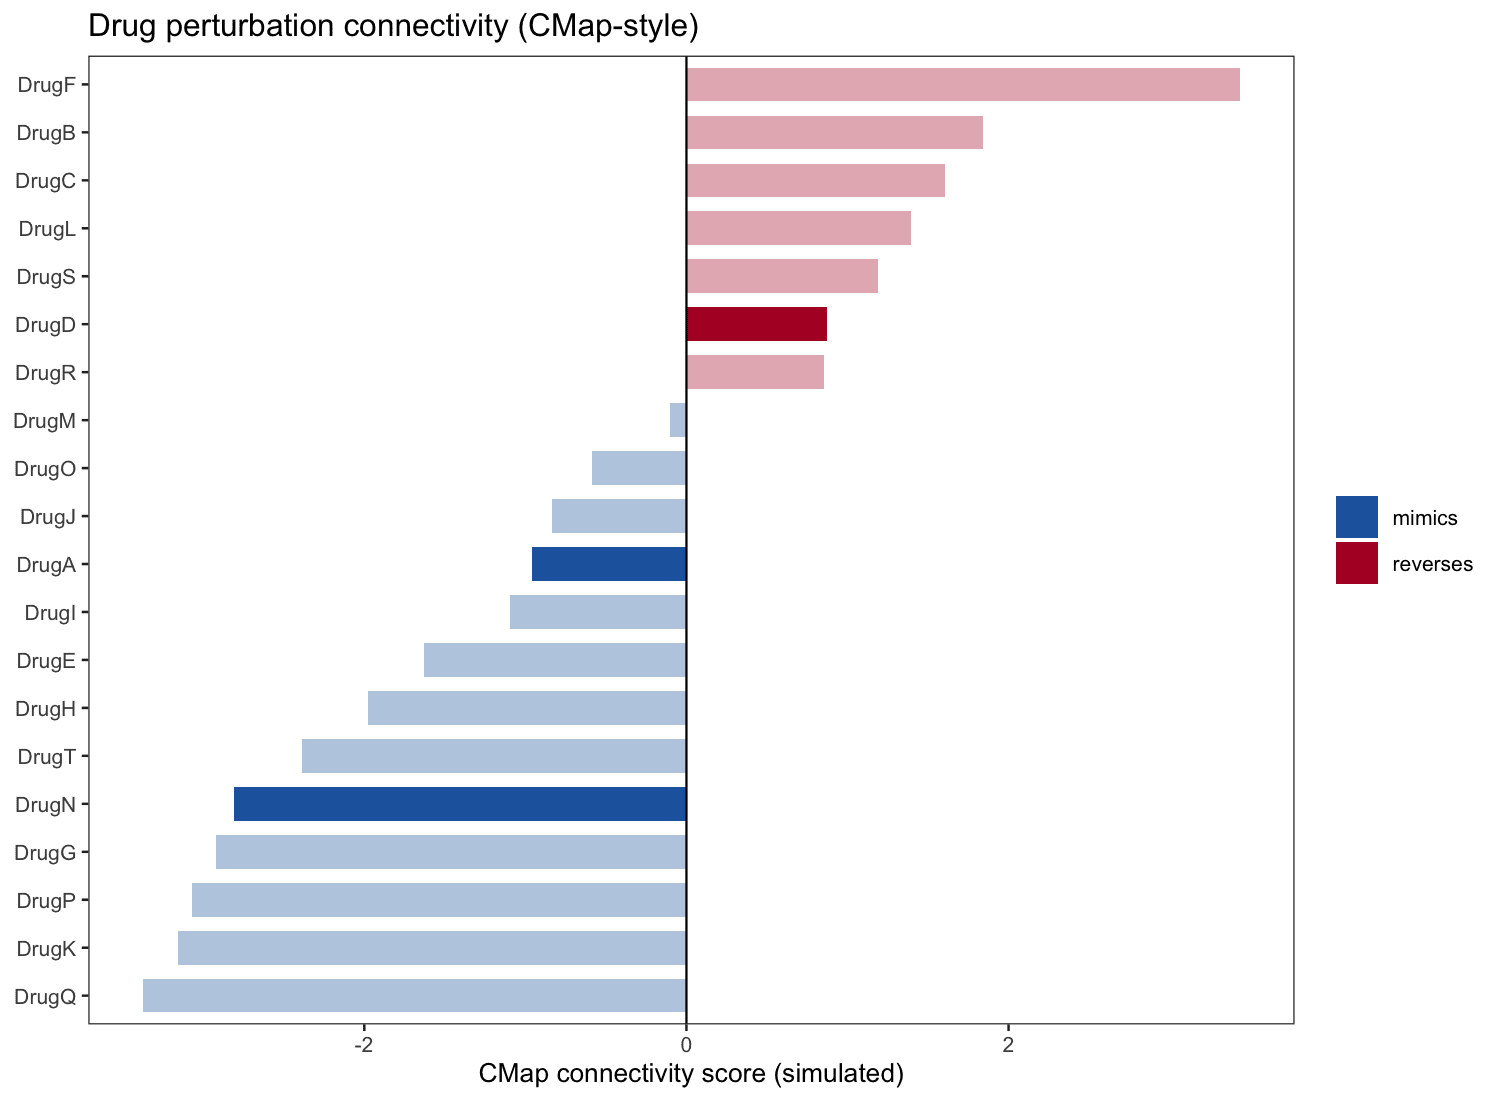 Drug perturbation connectivity (CMap-style)
DrugF
DrugB
DrugC
DrugL
DrugS
DrugD
DrugR
DrugM
DrugO
DrugJ
DrugA
DrugI
DrugE
DrugH
DrugT
DrugN
DrugG
DrugP
DrugK
DrugQ
-2 0 2
CMap connectivity score (simulated)
mimics
reverses